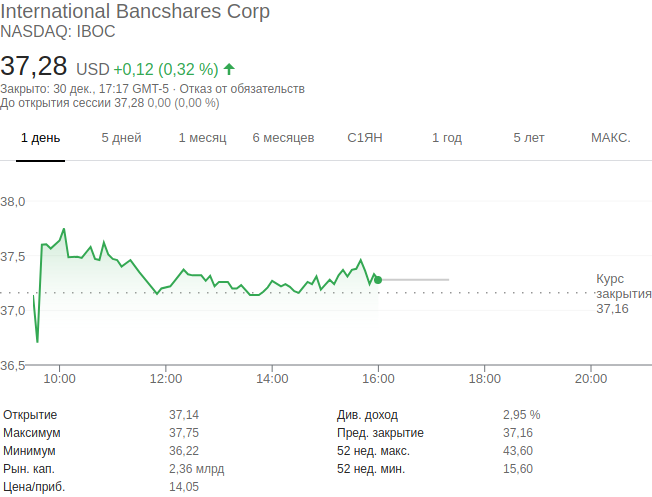 International Bancshares Corp
NASDAQ: IBOC
37,28 USD +0,12 (0,32 %)
Закрыто: 30 дек., 17:17 GMT-5 · Отказ от обязательств
До открытия сессии 37,28 0,00 (0,00 %)
1 день 5 дней 1 месяц 6 месяцев С1ЯН 1 год 5 лет МАКС.
38,0
37,5
Курс
закрытия
37,16
37,0
36,5
10:00 12:00 14:00 16:00 18:00 20:00
Открытие 37,14 Див. доход 2,95 %
Максимум 37,75 Пред. закрытие 37,16
Минимум 36,22 52 нед. макс. 43,60
Рын. кап. 2,36 млрд 52 нед. мин. 15,60
Цена/приб. 14,05